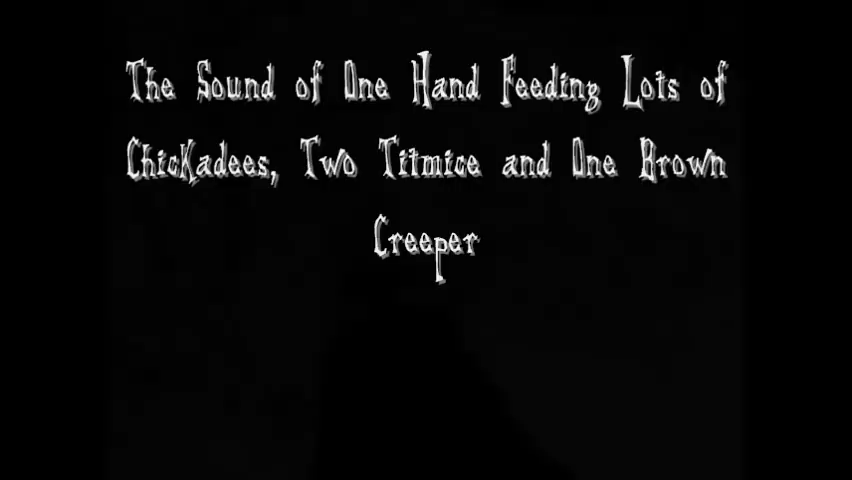 The Sound of One Hand Feeding Lots of
Chickadees, Two Titmice and One Brown
Creeper